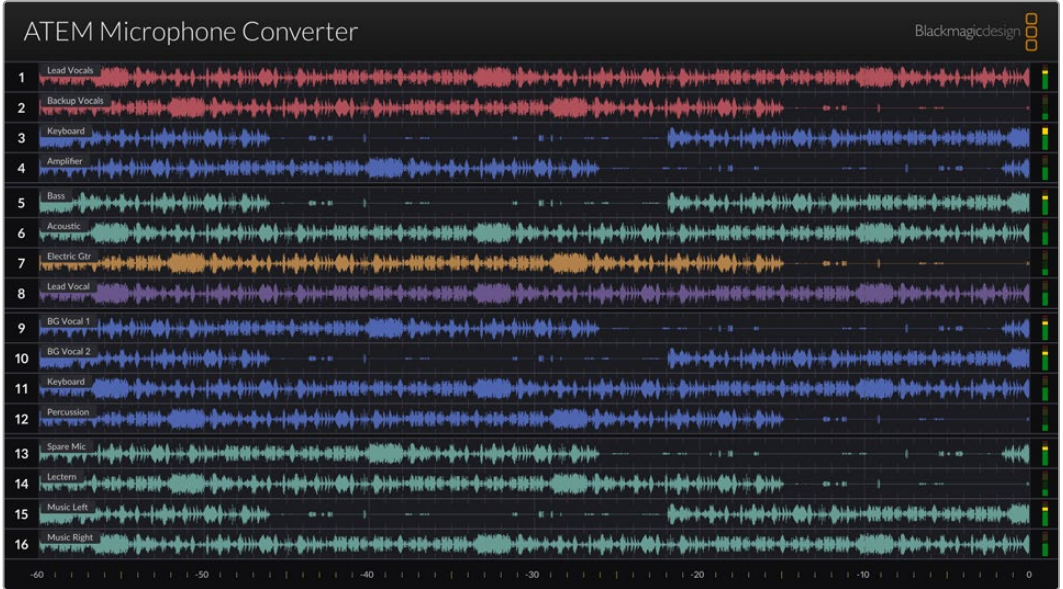 ATEM Microphone Converter
Blackmagicdesign
1 Lead Vocals
2 Backup Vocals
3 Keyboard
4 Amplifier
5 Bass
6 Acoustic
7 Electric Gtr
8 Lead Vocal
9 BG Vocal 1
10 BG Vocal 2
11 Keyboard
12 Percussion
13 Spare Mic
14 Lectern
15 Music Left
16 Music Right
-60 -50 -40 -30 -20 -10 0